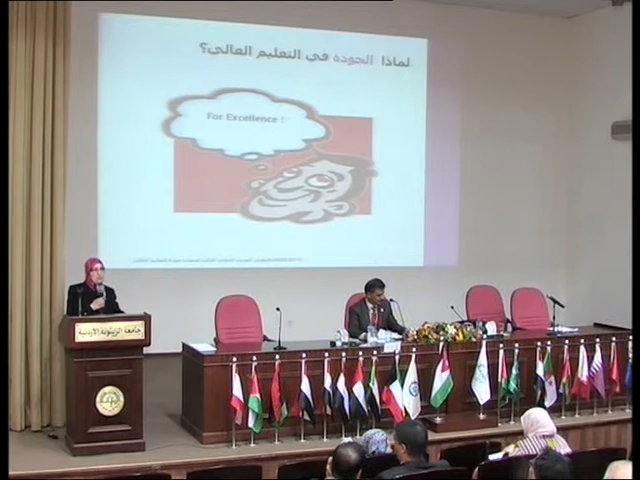 لماذا الجودة في التعليم العالي؟
For Excellence !
جامعة الزيتونة الأردنية